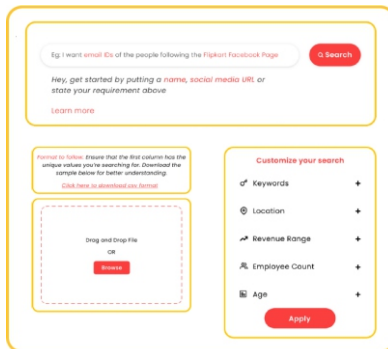 Eg: I want email IDs of the people following the Flipkart Facebook Page
Search
Hey, get started by putting a name, social media URL or
state your requirement above
Learn more
Format to follow: Ensure that the first column has the
unique values you're searching for. Download the
sample below for better understanding.
Click here to download csv format
Drag and Drop File
OR
Browse
Customize your search
Keywords +
Location +
Revenue Range +
Employee Count +
Age +
Apply